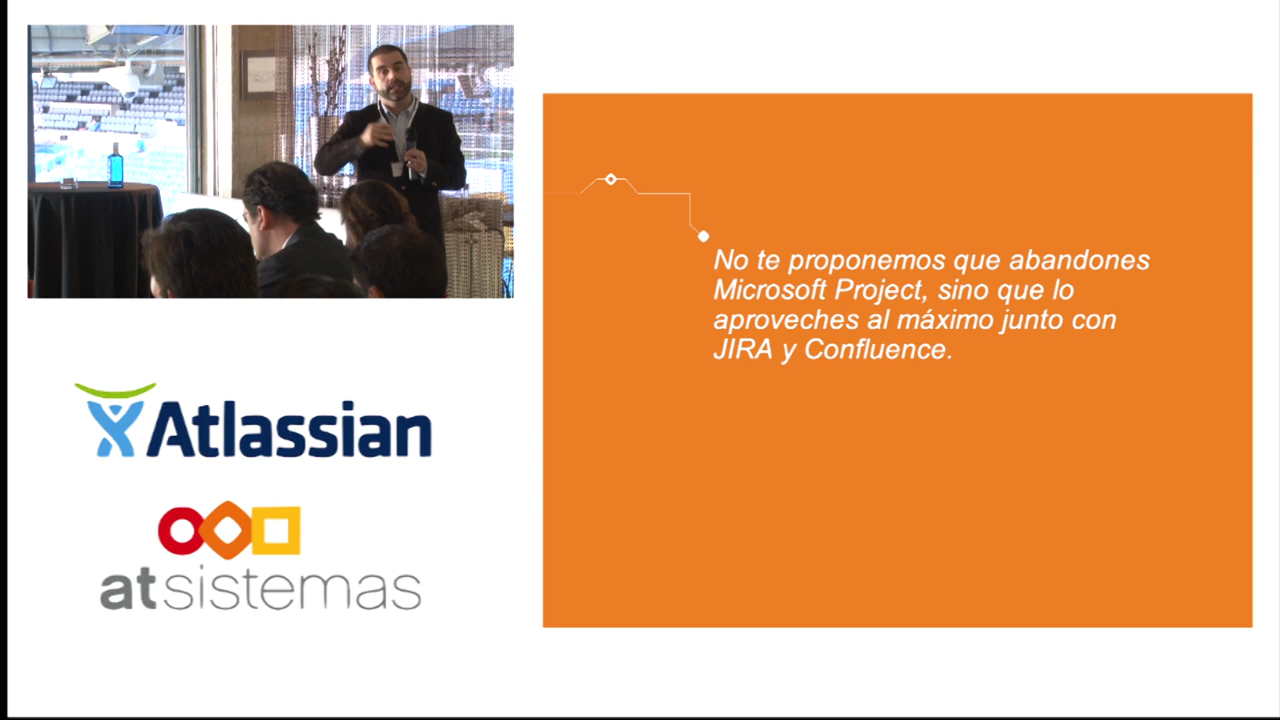 No te proponemos que abandones
Microsoft Project, sino que lo
aproveches al máximo junto con
JIRA y Confluence.
Atlassian
atsistemas